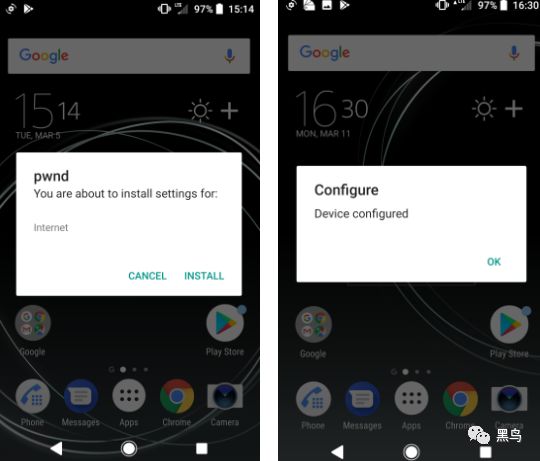 97% 15:14
Google
15 14
TUE, MAR 5
pwnd
You are about to install settings for:
Internet
CANCEL INSTALL
Google
Play Store
G
Phone
Messages
Apps
Chrome
Camera
LTE 97% 16:30
Google
16 30
MON, MAR 11
Configure
Device configured
OK
Google
Play Store
G
Phone
Messages
Apps
Chrome
Camera
黑鸟